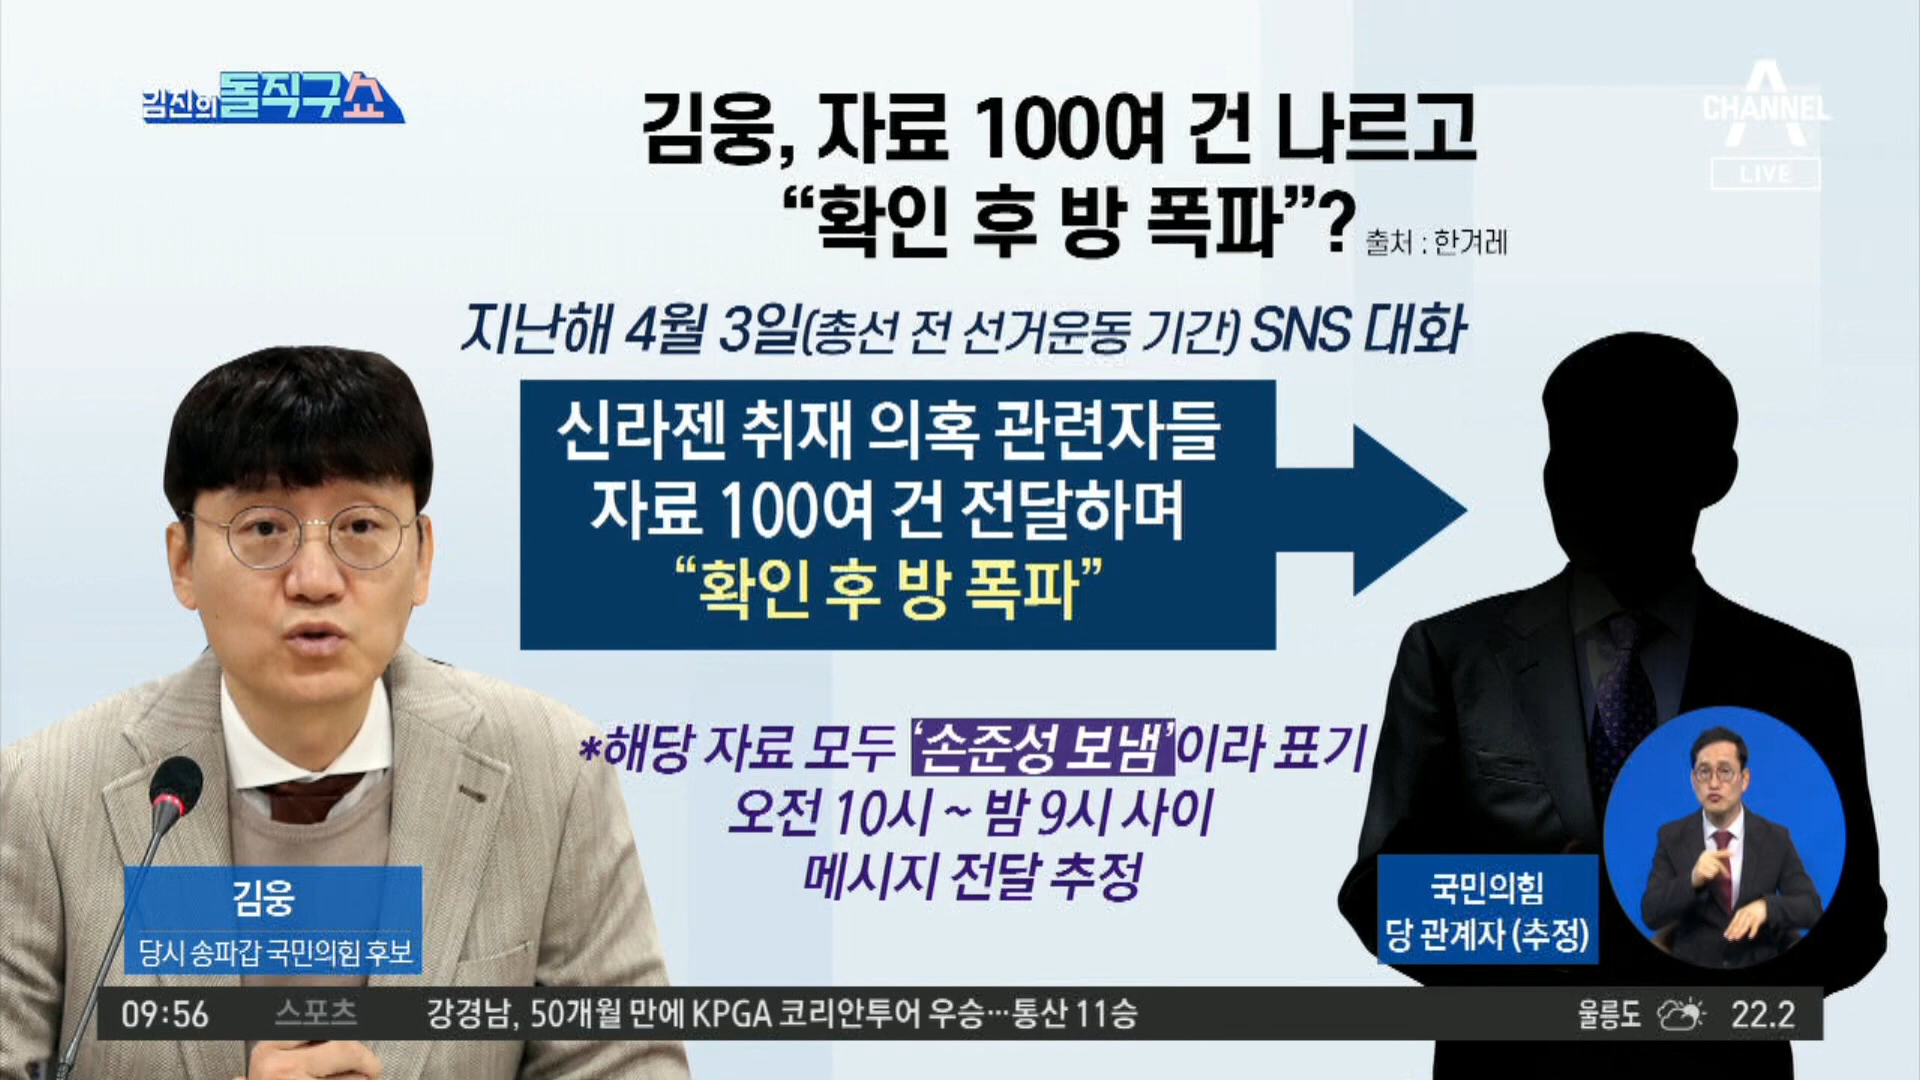 김진의 돌직구쇼
CHANNEL A
LIVE
김웅, 자료 100여 건 나르고
“확인 후 방 폭파”?
출처 : 한겨레
지난해 4월 3일(총선 전 선거운동 기간) SNS 대화
신라젠 취재 의혹 관련자들
자료 100여 건 전달하며
“확인 후 방 폭파”
*해당 자료 모두 ‘손준성 보냄’이라 표기
오전 10시 ~ 밤 9시 사이
메시지 전달 추정
김웅
당시 송파갑 국민의힘 후보
국민의힘
당 관계자 (추정)
09:56 스포츠 강경남, 50개월 만에 KPGA 코리안투어 우승…통산 11승 울릉도 22.2